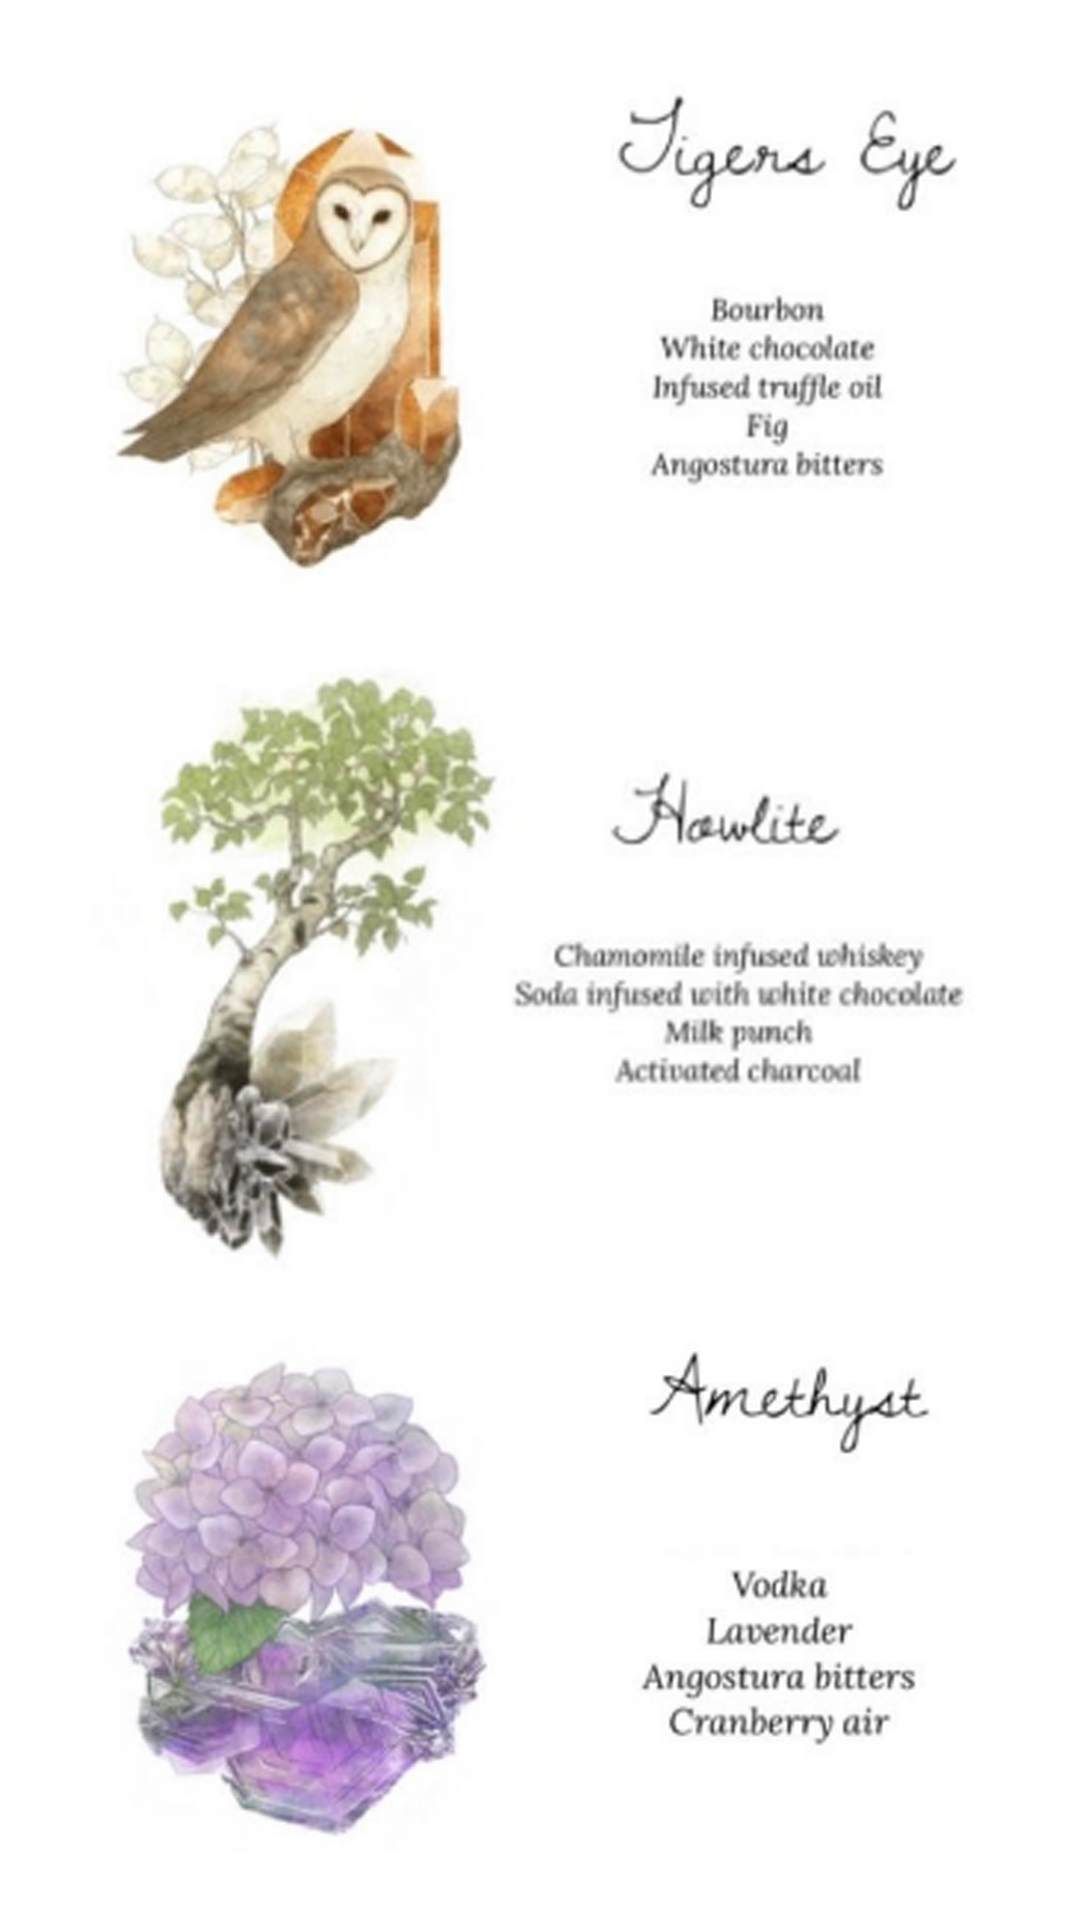 Tigers Eye
Bourbon
White chocolate
Infused truffle oil
Fig
Angostura bitters
Howlite
Chamomile infused whiskey
Soda infused with white chocolate
Milk punch
Activated charcoal
Amethyst
Vodka
Lavender
Angostura bitters
Cranberry air